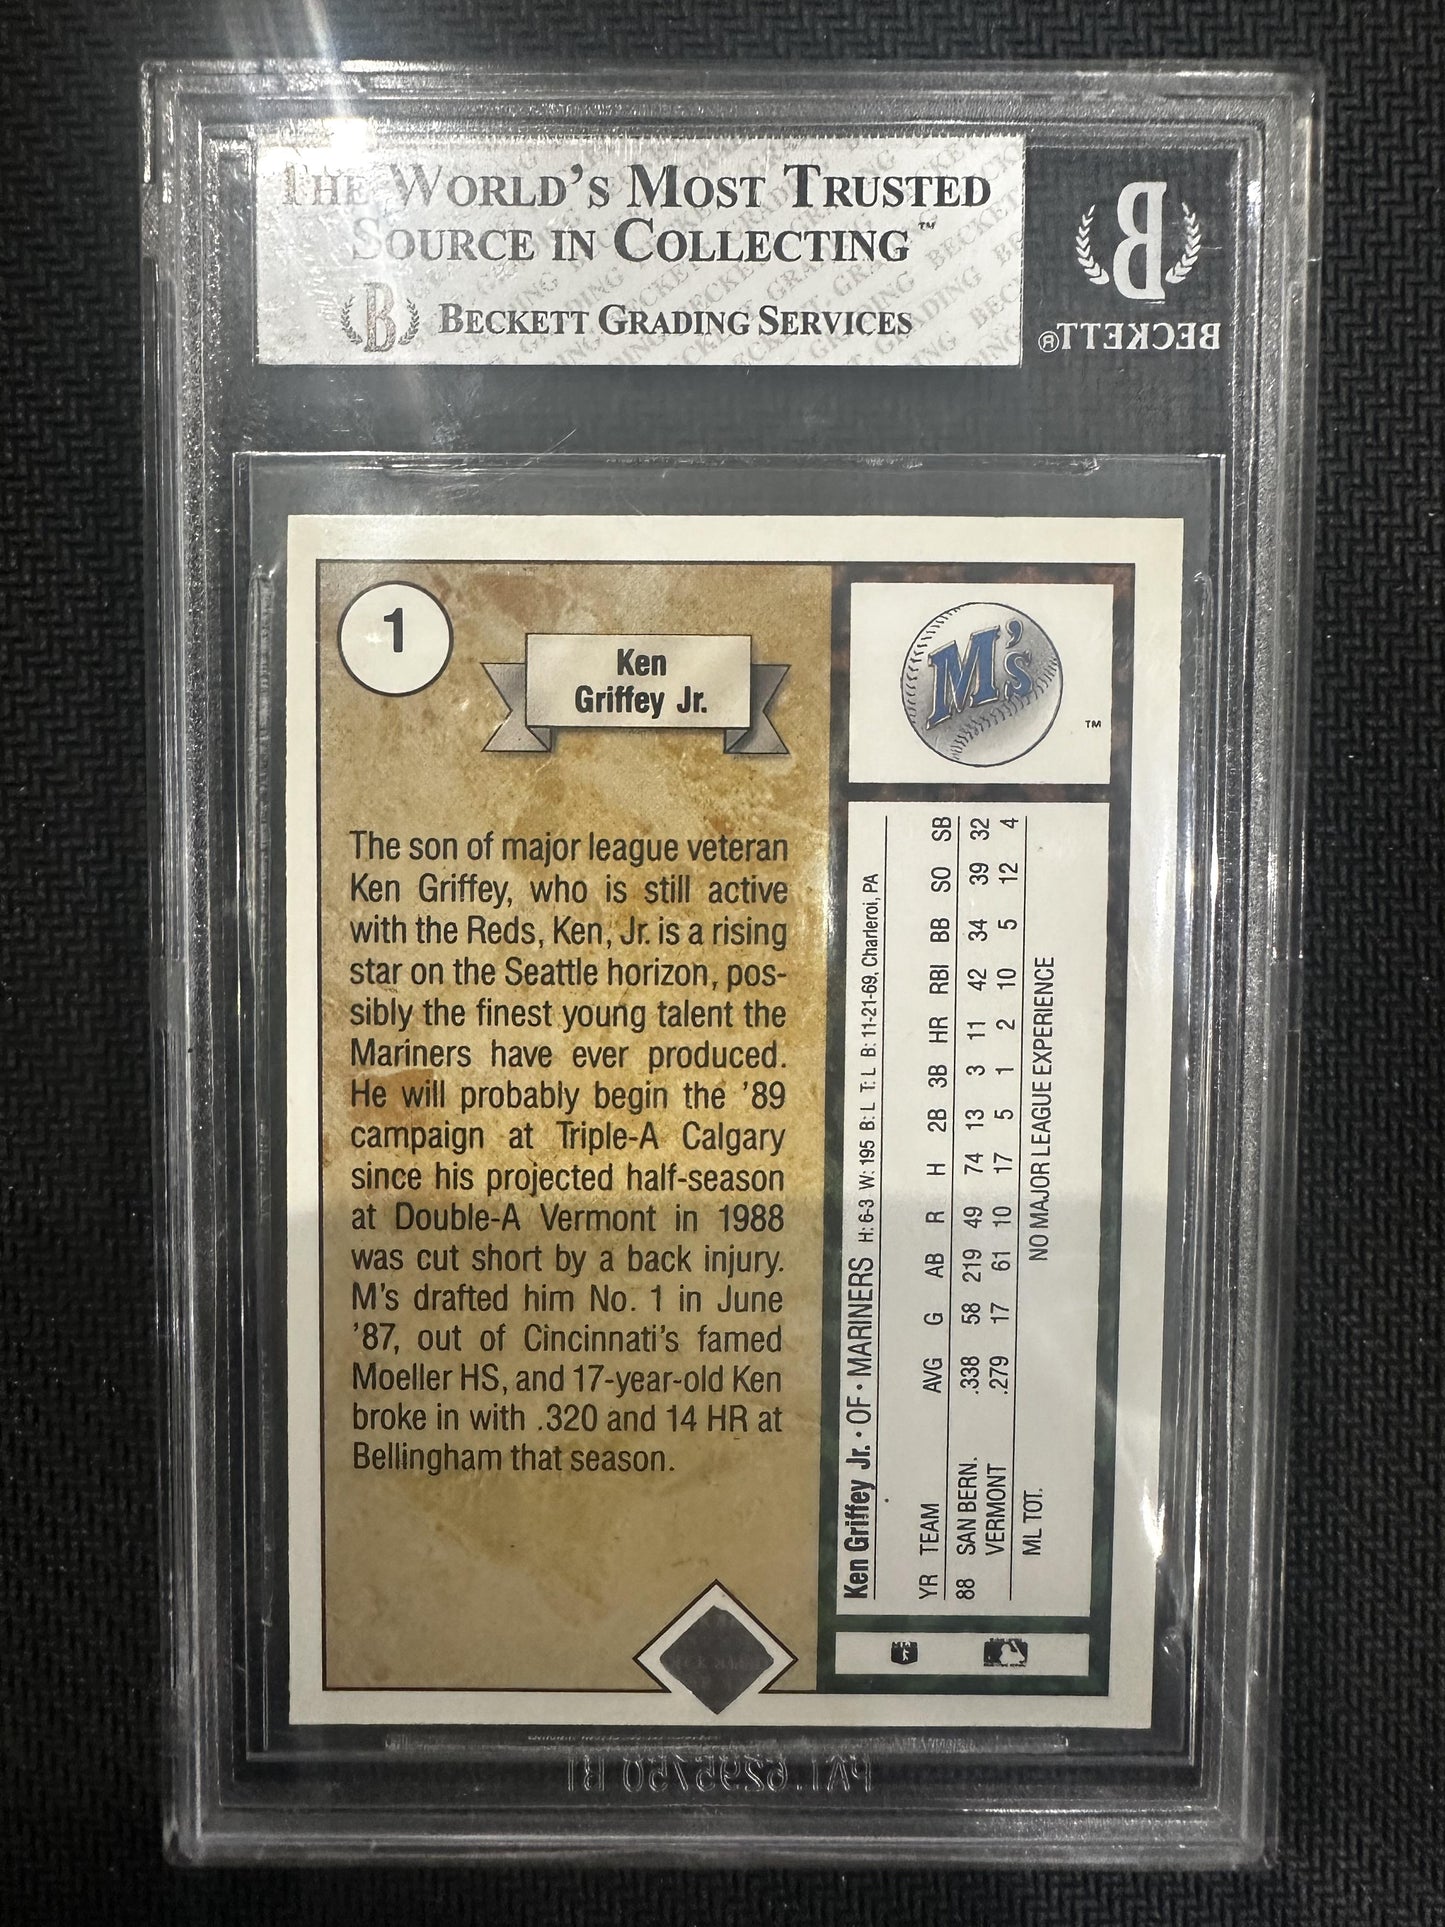 THE WORLD'S MOST TRUSTED
SOURCE IN COLLECTING™
B BECKETT GRADING SERVICES
B
BECKETT®
1
Ken
Griffey Jr.
M's
TM
The son of major league veteran
Ken Griffey, who is still active
with the Reds, Ken, Jr. is a rising
star on the Seattle horizon, pos-
sibly the finest young talent the
Mariners have ever produced.
He will probably begin the '89
campaign at Triple-A Calgary
since his projected half-season
at Double-A Vermont in 1988
was cut short by a back injury.
M's drafted him No. 1 in June
'87, out of Cincinnati's famed
Moeller HS, and 17-year-old Ken
broke in with .320 and 14 HR at
Bellingham that season.
Ken Griffey Jr. • OF • MARINERS H: 6-3 W: 195 B: L T: L B: 11-21-69, Charleroi, PA
YR TEAM AVG G AB R H 2B 3B HR RBI BB SO SB
88 SAN BERN. .338 58 219 49 74 13 3 11 42 34 39 32
VERMONT .279 17 61 10 17 5 1 2 10 5 12 4
ML TOT. NO MAJOR LEAGUE EXPERIENCE